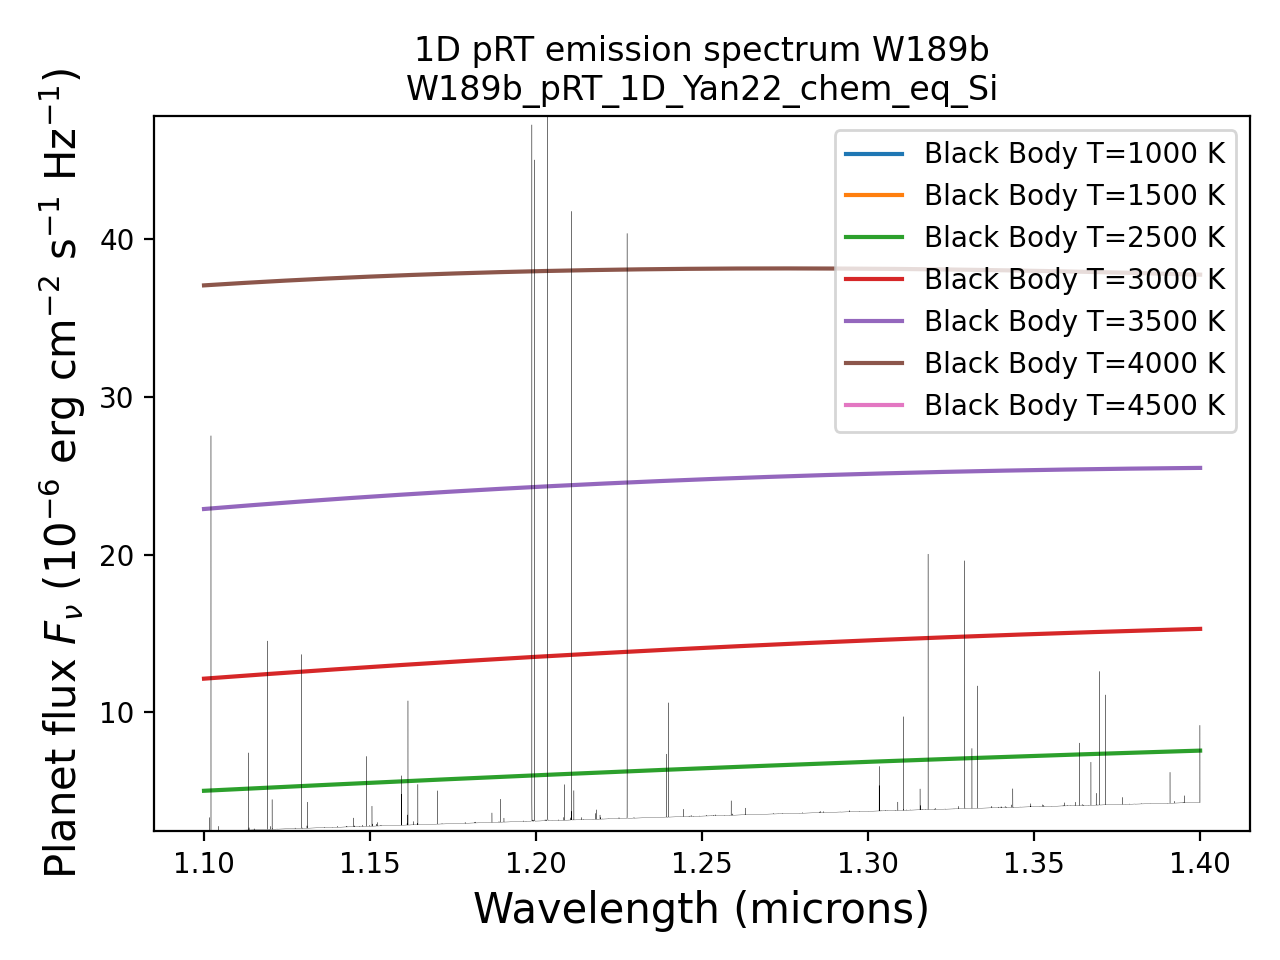 1D pRT emission spectrum W189b
W189b_pRT_1D_Yan22_chem_eq_Si
Planet flux $F_\nu$ (10⁻⁶ erg cm⁻² s⁻¹ Hz⁻¹)
40
30
20
10
Black Body T=1000 K
Black Body T=1500 K
Black Body T=2500 K
Black Body T=3000 K
Black Body T=3500 K
Black Body T=4000 K
Black Body T=4500 K
1.10 1.15 1.20 1.25 1.30 1.35 1.40
Wavelength (microns)